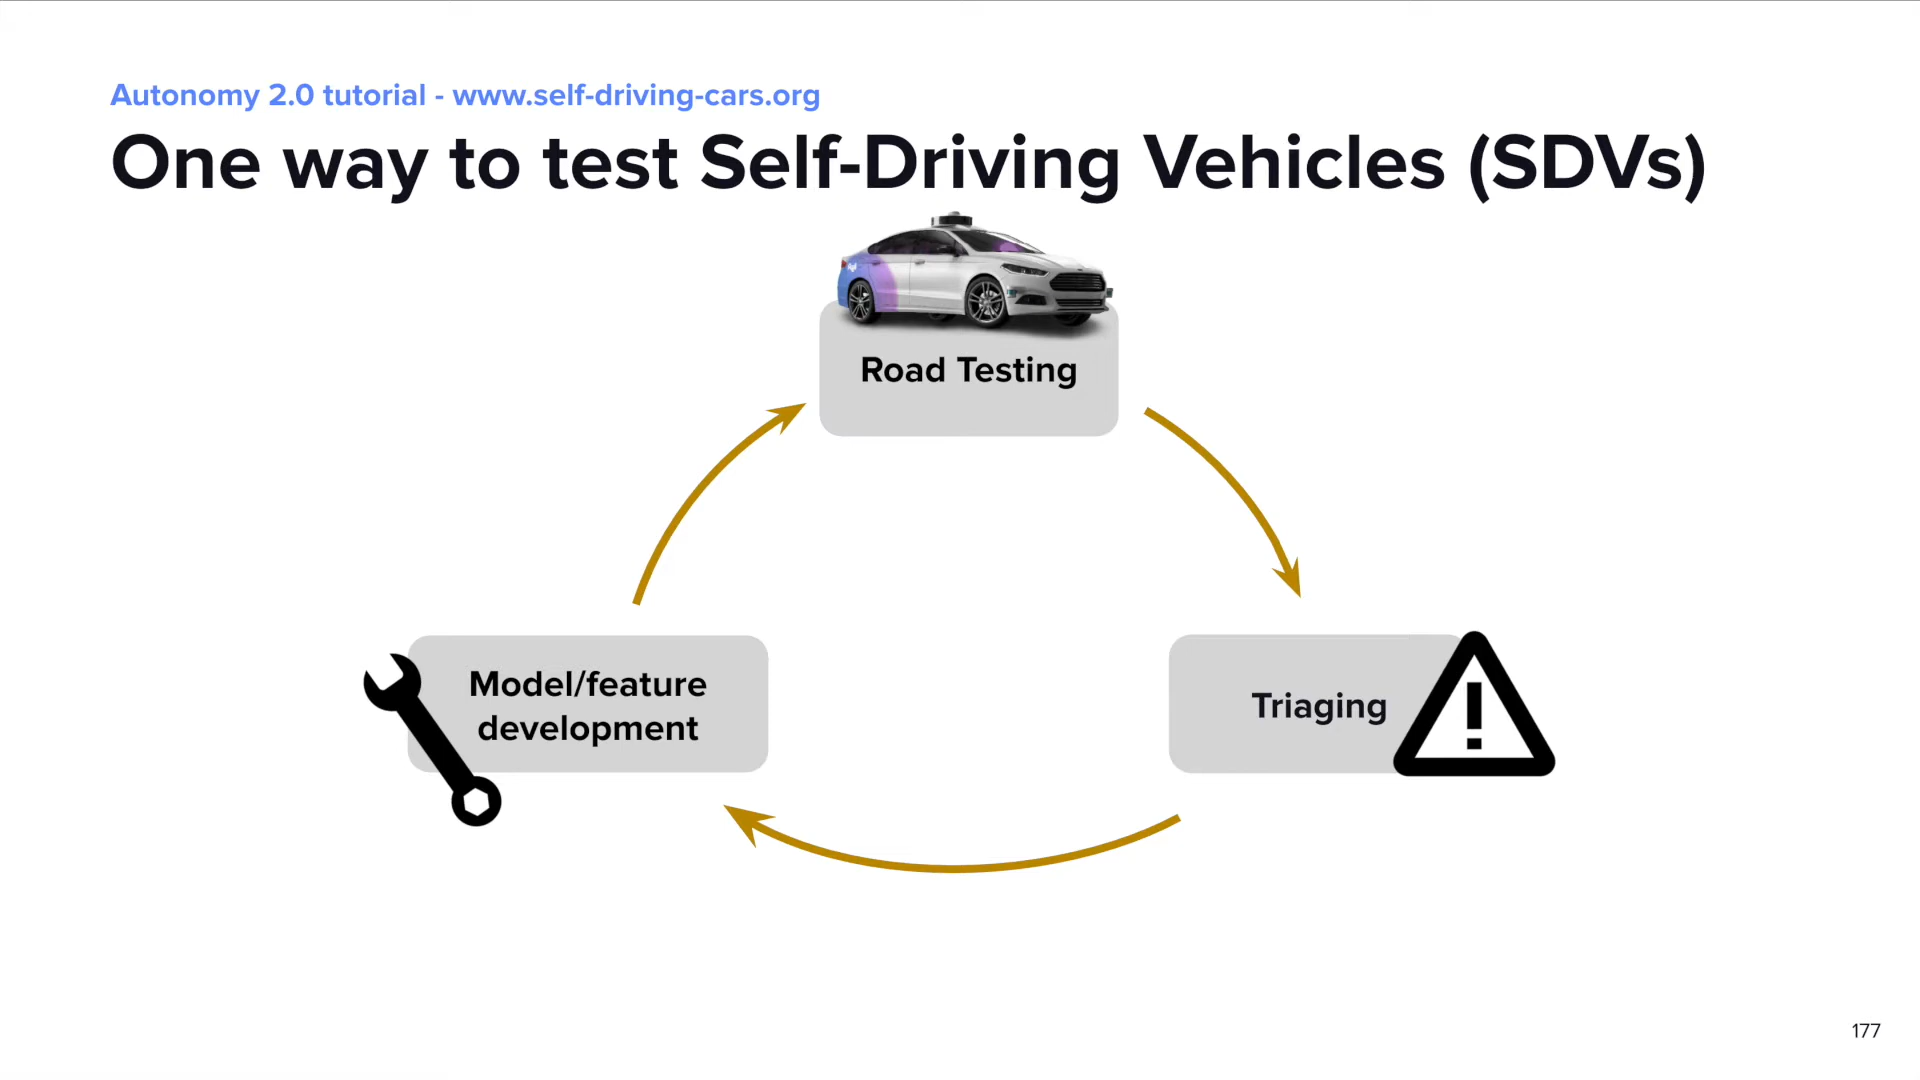 Autonomy 2.0 tutorial - www.self-driving-cars.org
One way to test Self-Driving Vehicles (SDVs)
Road Testing
Model/feature
development
Triaging
177